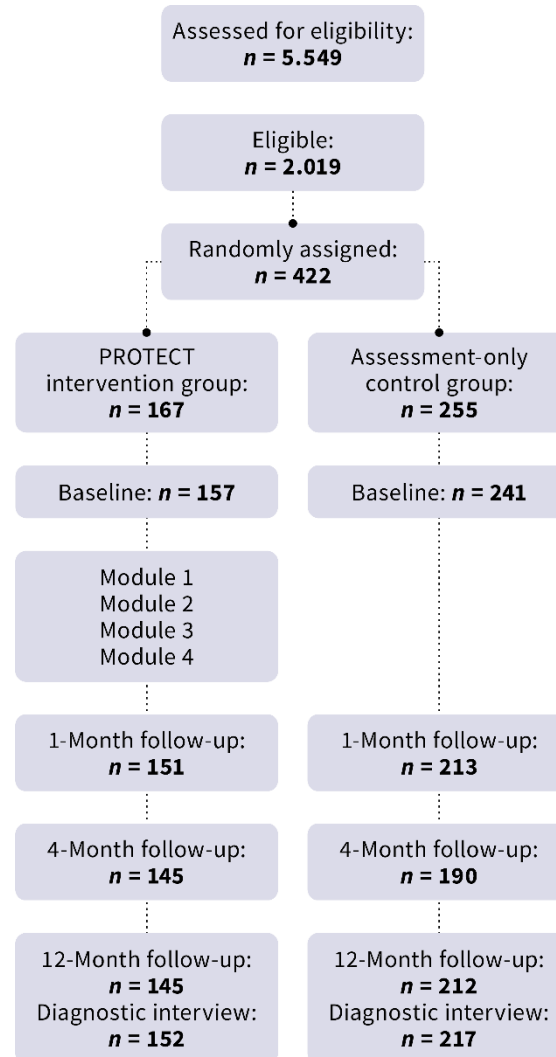 Assessed for eligibility:
n = 5.549
Eligible:
n = 2.019
Randomly assigned:
n = 422
PROTECT
intervention group:
n = 167
Assessment-only
control group:
n = 255
Baseline: n = 157
Baseline: n = 241
Module 1
Module 2
Module 3
Module 4
1-Month follow-up:
n = 151
1-Month follow-up:
n = 213
4-Month follow-up:
n = 145
4-Month follow-up:
n = 190
12-Month follow-up:
n = 145
Diagnostic interview:
n = 152
12-Month follow-up:
n = 212
Diagnostic interview:
n = 217